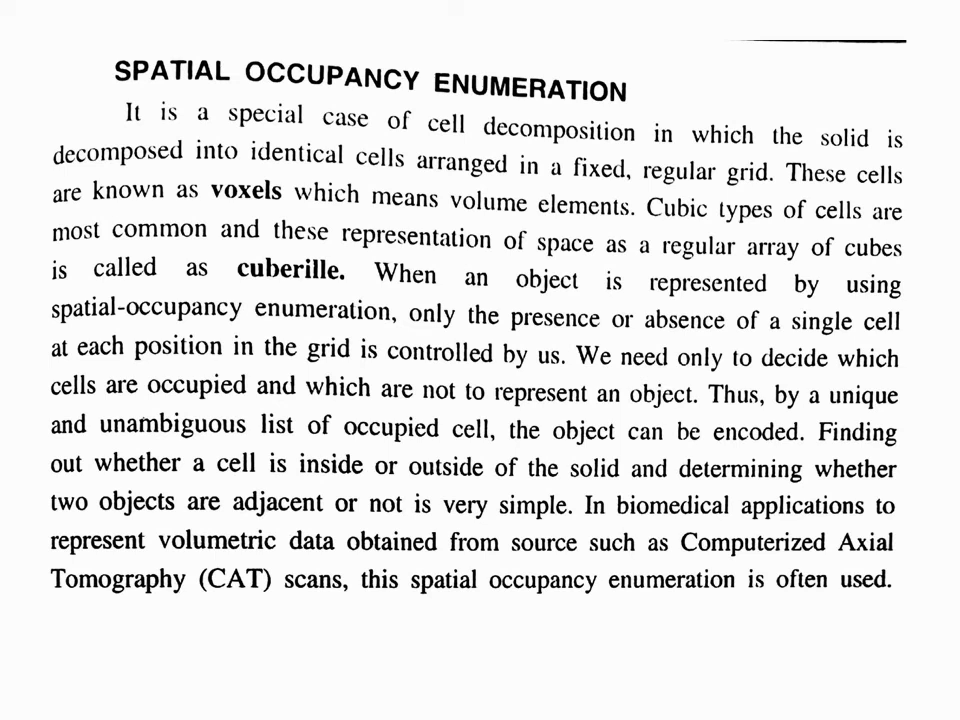 SPATIAL OCCUPANCY ENUMERATION
It is a special case of cell decomposition in which the solid is
decomposed into identical cells arranged in a fixed, regular grid. These cells
are known as voxels which means volume elements. Cubic types of cells are
most common and these representation of space as a regular array of cubes
is called as cuberille. When an object is represented by using
spatial-occupancy enumeration, only the presence or absence of a single cell
at each position in the grid is controlled by us. We need only to decide which
cells are occupied and which are not to represent an object. Thus, by a unique
and unambiguous list of occupied cell, the object can be encoded. Finding
out whether a cell is inside or outside of the solid and determining whether
two objects are adjacent or not is very simple. In biomedical applications to
represent volumetric data obtained from source such as Computerized Axial
Tomography (CAT) scans, this spatial occupancy enumeration is often used.